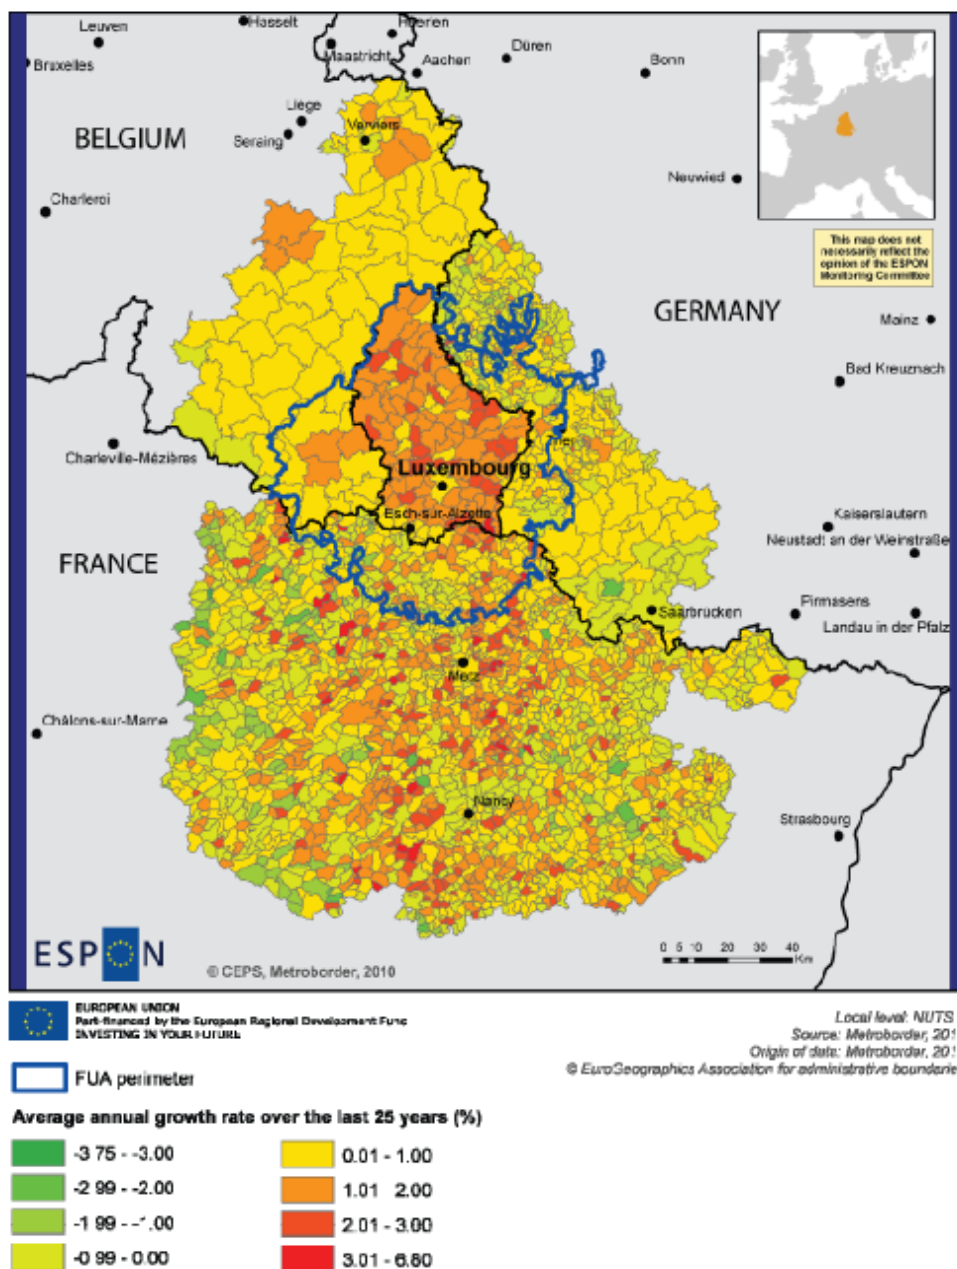 Leuven
Hasselt
Heerlen
Maastricht
Aachen
Düren
Bonn
Bruxelles
Liège
BELGIUM
Seraing
Verviers
Neuwied
Charleroi
This map does not
necessarily reflect the
opinion of the ESPON
Monitoring Committee
GERMANY
Mainz
Bad Kreuznach
Charleville-Mézières
Luxembourg
Esch-sur-Alzette
Kaiserslautern
Neustadt an der Weinstraße
FRANCE
Saarbrücken
Pirmasens
Landau in der Pfalz
Metz
Châlons-sur-Marne
Nancy
Strasbourg
ESPON
© CEPS, Metroborder, 2010
0 5 10 20 30 40
Km
EUROPEAN UNION
Part-financed by the European Regional Development Fund
INVESTING IN YOUR FUTURE
Local level: NUTS
Source: Metroborder, 201
Origin of data: Metroborder, 201
© EuroGeographics Association for administrative boundarie
FUA perimeter
Average annual growth rate over the last 25 years (%)
-3 75 - -3.00
-2 99 - -2.00
-1 99 - -1.00
-0 99 - 0.00
0.01 - 1.00
1.01 2.00
2.01 - 3.00
3.01 - 6.80